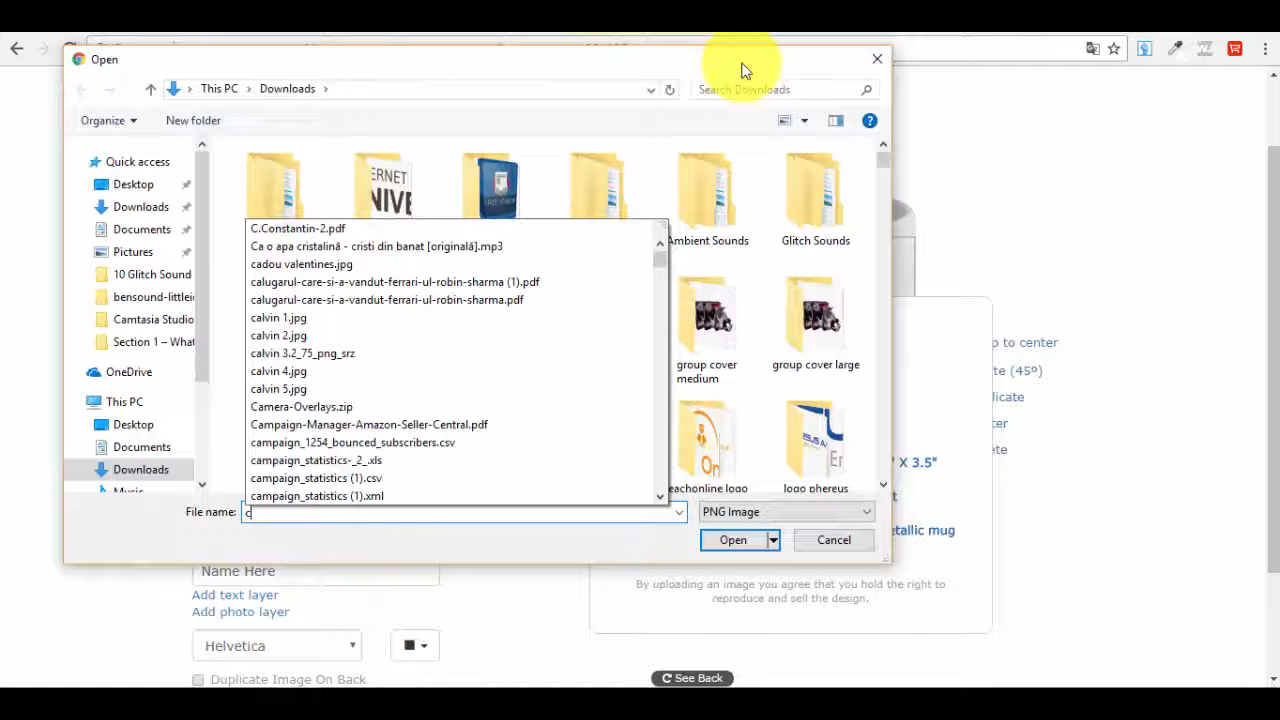 Open
This PC > Downloads >
Search Downloads
Organize
New folder
Quick access
Desktop
Downloads
Documents
Pictures
10 Glitch Sound
bensound-littlei
Camtasia Studio
Section 1 – What
OneDrive
This PC
Desktop
Documents
Downloads
Music
ERNET
NIVE
Ambient Sounds
Glitch Sounds
group cover
medium
group cover large
On
En
eachonline logo
logo phereus
C.Constantin-2.pdf
Ca o apa cristalină - cristi din banat [originală].mp3
cadou valentines.jpg
calugarul-care-si-a-vandut-ferrari-ul-robin-sharma (1).pdf
calugarul-care-si-a-vandut-ferrari-ul-robin-sharma.pdf
calvin 1.jpg
calvin 2.jpg
calvin 3.2_75_png_srz
calvin 4.jpg
calvin 5.jpg
Camera-Overlays.zip
Campaign-Manager-Amazon-Seller-Central.pdf
campaign_1254_bounced_subscribers.csv
campaign_statistics-_2_.xls
campaign_statistics (1).csv
campaign_statistics (1).xml
File name: c
PNG Image
Open
Cancel
p to center
te (45º)
licate
ter
te
" X 3.5"
t
etallic mug
By uploading an image you agree that you hold the right to
reproduce and sell the design.
Name Here
Add text layer
Add photo layer
Helvetica
Duplicate Image On Back
See Back